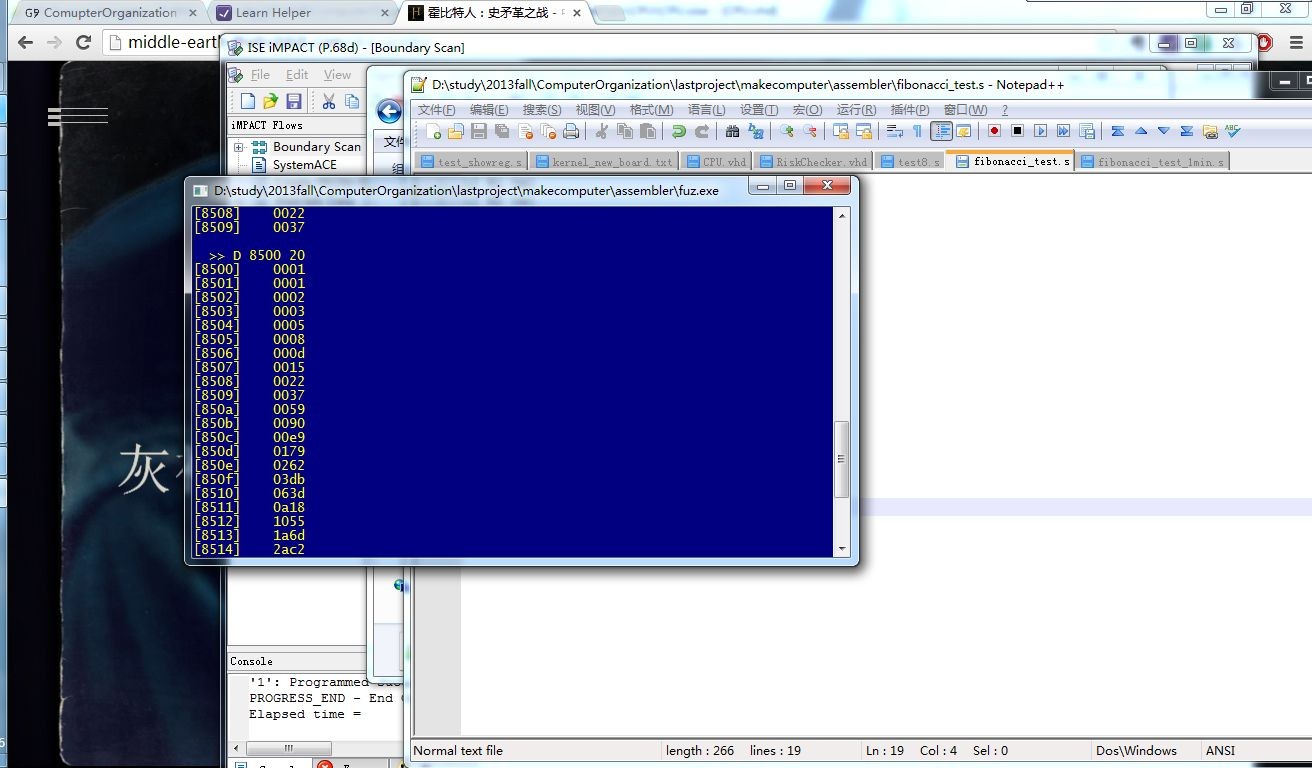 G9 ComupterOrganization
Learn Helper
霍比特人：史矛革之战 -
middle-eart
ISE iMPACT (P.68d) - [Boundary Scan]
File Edit View
iMPACT Flows
Boundary Scan
SystemACE
D:\study\2013fall\ComputerOrganization\lastproject\makecomputer\assembler\fibonacci_test.s - Notepad++
文件(F) 编辑(E) 搜索(S) 视图(V) 格式(M) 语言(L) 设置(T) 宏(O) 运行(R) 插件(P) 窗口(W) ?
test_showreg.s kernel_new_board.txt CPU.vhd RiskChecker.vhd test8.s fibonacci_test.s fibonacci_test_1min.s
文件
组
D:\study\2013fall\ComputerOrganization\lastproject\makecomputer\assembler\fuz.exe
[8508] 0022
[8509] 0037
>> D 8500 20
[8500] 0001
[8501] 0001
[8502] 0002
[8503] 0003
[8504] 0005
[8505] 0008
[8506] 000d
[8507] 0015
[8508] 0022
[8509] 0037
[850a] 0059
[850b] 0090
[850c] 00e9
[850d] 0179
[850e] 0262
[850f] 03db
[8510] 063d
[8511] 0a18
[8512] 1055
[8513] 1a6d
[8514] 2ac2
灰
Console
'1': Programmed
PROGRESS_END - End
Elapsed time =
Normal text file length : 266 lines : 19 Ln : 19 Col : 4 Sel : 0 Dos\Windows ANSI